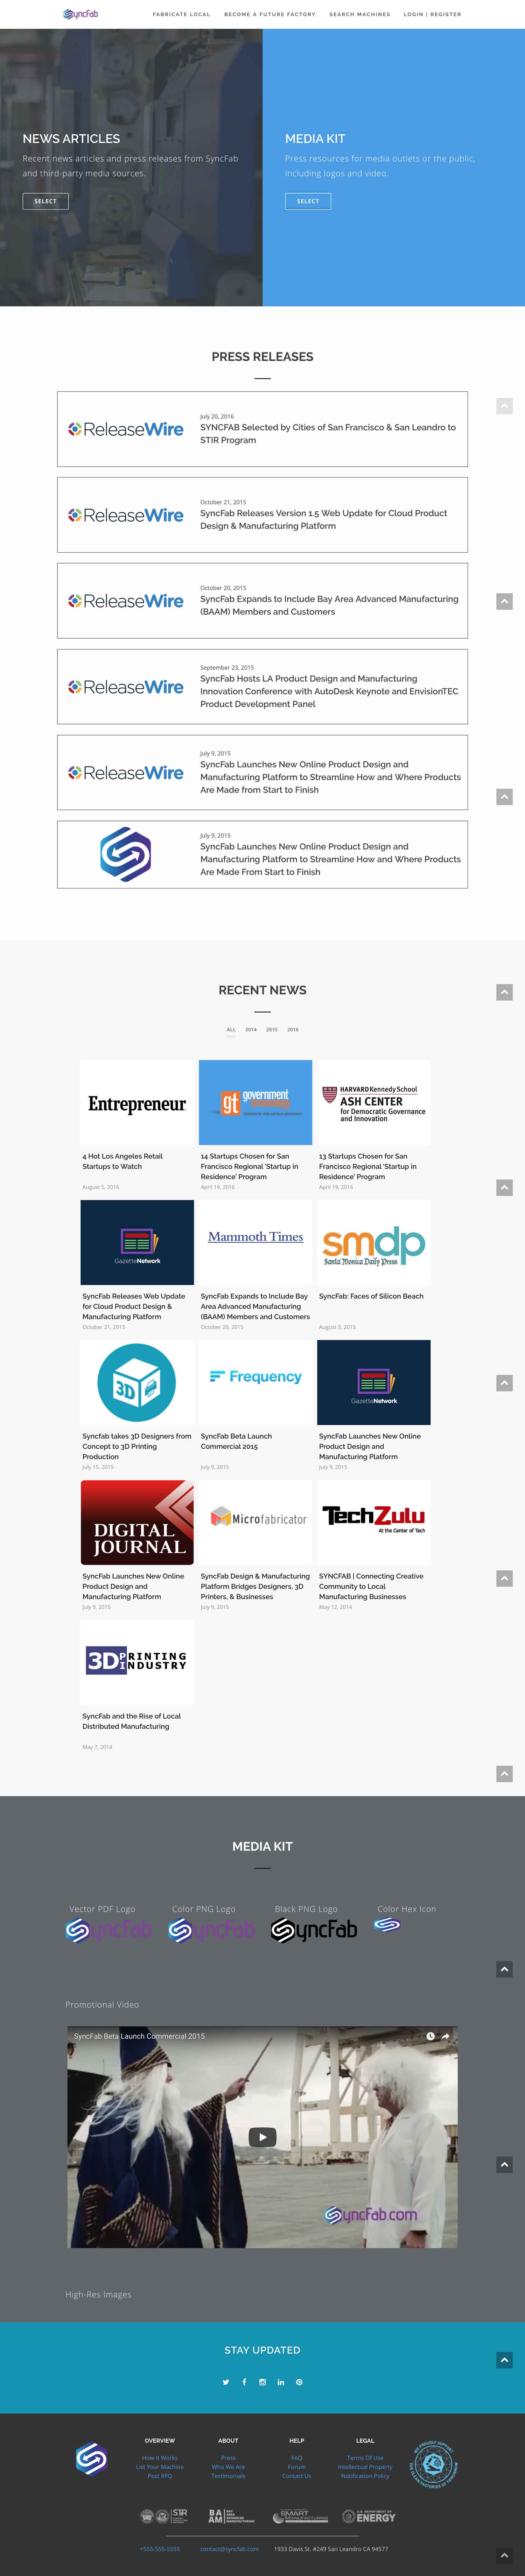 SyncFab
FABRICATE LOCAL
BECOME A FUTURE FACTORY
SEARCH MACHINES
LOGIN | REGISTER
NEWS ARTICLES
Recent news articles and press releases from SyncFab
and third-party media sources.
SELECT
MEDIA KIT
Press resources for media outlets or the public,
including logos and video.
SELECT
PRESS RELEASES
ReleaseWire
July 20, 2016
SYNCFAB Selected by Cities of San Francisco & San Leandro to
STIR Program
ReleaseWire
October 21, 2015
SyncFab Releases Version 1.5 Web Update for Cloud Product
Design & Manufacturing Platform
ReleaseWire
October 20, 2015
SyncFab Expands to Include Bay Area Advanced Manufacturing
(BAAM) Members and Customers
ReleaseWire
September 23, 2015
SyncFab Hosts LA Product Design and Manufacturing
Innovation Conference with AutoDesk Keynote and EnvisionTEC
Product Development Panel
ReleaseWire
July 9, 2015
SyncFab Launches New Online Product Design and
Manufacturing Platform to Streamline How and Where Products
Are Made from Start to Finish
July 9, 2015
SyncFab Launches New Online Product Design and
Manufacturing Platform to Streamline How and Where Products
Are Made From Start to Finish
RECENT NEWS
ALL
2014
2015
2016
Entrepreneur
4 Hot Los Angeles Retail
Startups to Watch
August 5, 2016
gt government
technology
14 Startups Chosen for San
Francisco Regional 'Startup in
Residence' Program
April 19, 2016
HARVARD Kennedy School
ASH CENTER
for Democratic Governance
and Innovation
13 Startups Chosen for San
Francisco Regional 'Startup in
Residence' Program
April 19, 2016
GazetteNetwork
SyncFab Releases Web Update
for Cloud Product Design &
Manufacturing Platform
October 21, 2015
Mammoth Times
SyncFab Expands to Include Bay
Area Advanced Manufacturing
(BAAM) Members and Customers
October 20, 2015
smdp
Santa Monica Daily Press
SyncFab: Faces of Silicon Beach
August 3, 2015
3D
Syncfab takes 3D Designers from
Concept to 3D Printing
Production
July 15, 2015
Frequency
SyncFab Beta Launch
Commercial 2015
July 9, 2015
GazetteNetwork
SyncFab Launches New Online
Product Design and
Manufacturing Platform
July 9, 2015
DIGITAL
JOURNAL
SyncFab Launches New Online
Product Design and
Manufacturing Platform
July 9, 2015
Microfabricator
SyncFab Design & Manufacturing
Platform Bridges Designers, 3D
Printers, & Businesses
July 9, 2015
TechZulu
At the Center of Tech
SYNCFAB | Connecting Creative
Community to Local
Manufacturing Businesses
May 12, 2014
3D PRINTING
INDUSTRY
SyncFab and the Rise of Local
Distributed Manufacturing
May 7, 2014
MEDIA KIT
Vector PDF Logo
SyncFab
Color PNG Logo
SyncFab
Black PNG Logo
SyncFab
Color Hex Icon
Promotional Video
SyncFab Beta Launch Commercial 2015
SyncFab.com
High-Res Images
STAY UPDATED
OVERVIEW
How It Works
List Your Machine
Post RFQ
ABOUT
Press
Who We Are
Testimonials
HELP
FAQ
Forum
Contact Us
LEGAL
Terms Of Use
Intellectual Property
Notification Policy
WE PROUDLY SUPPORT
STIR
BAAM
BAY AREA ADVANCED MANUFACTURING
SMART
MANUFACTURING
U.S. DEPARTMENT OF
ENERGY
+555-555-5555
contact@syncfab.com
1933 Davis St. #249 San Leandro CA 94577